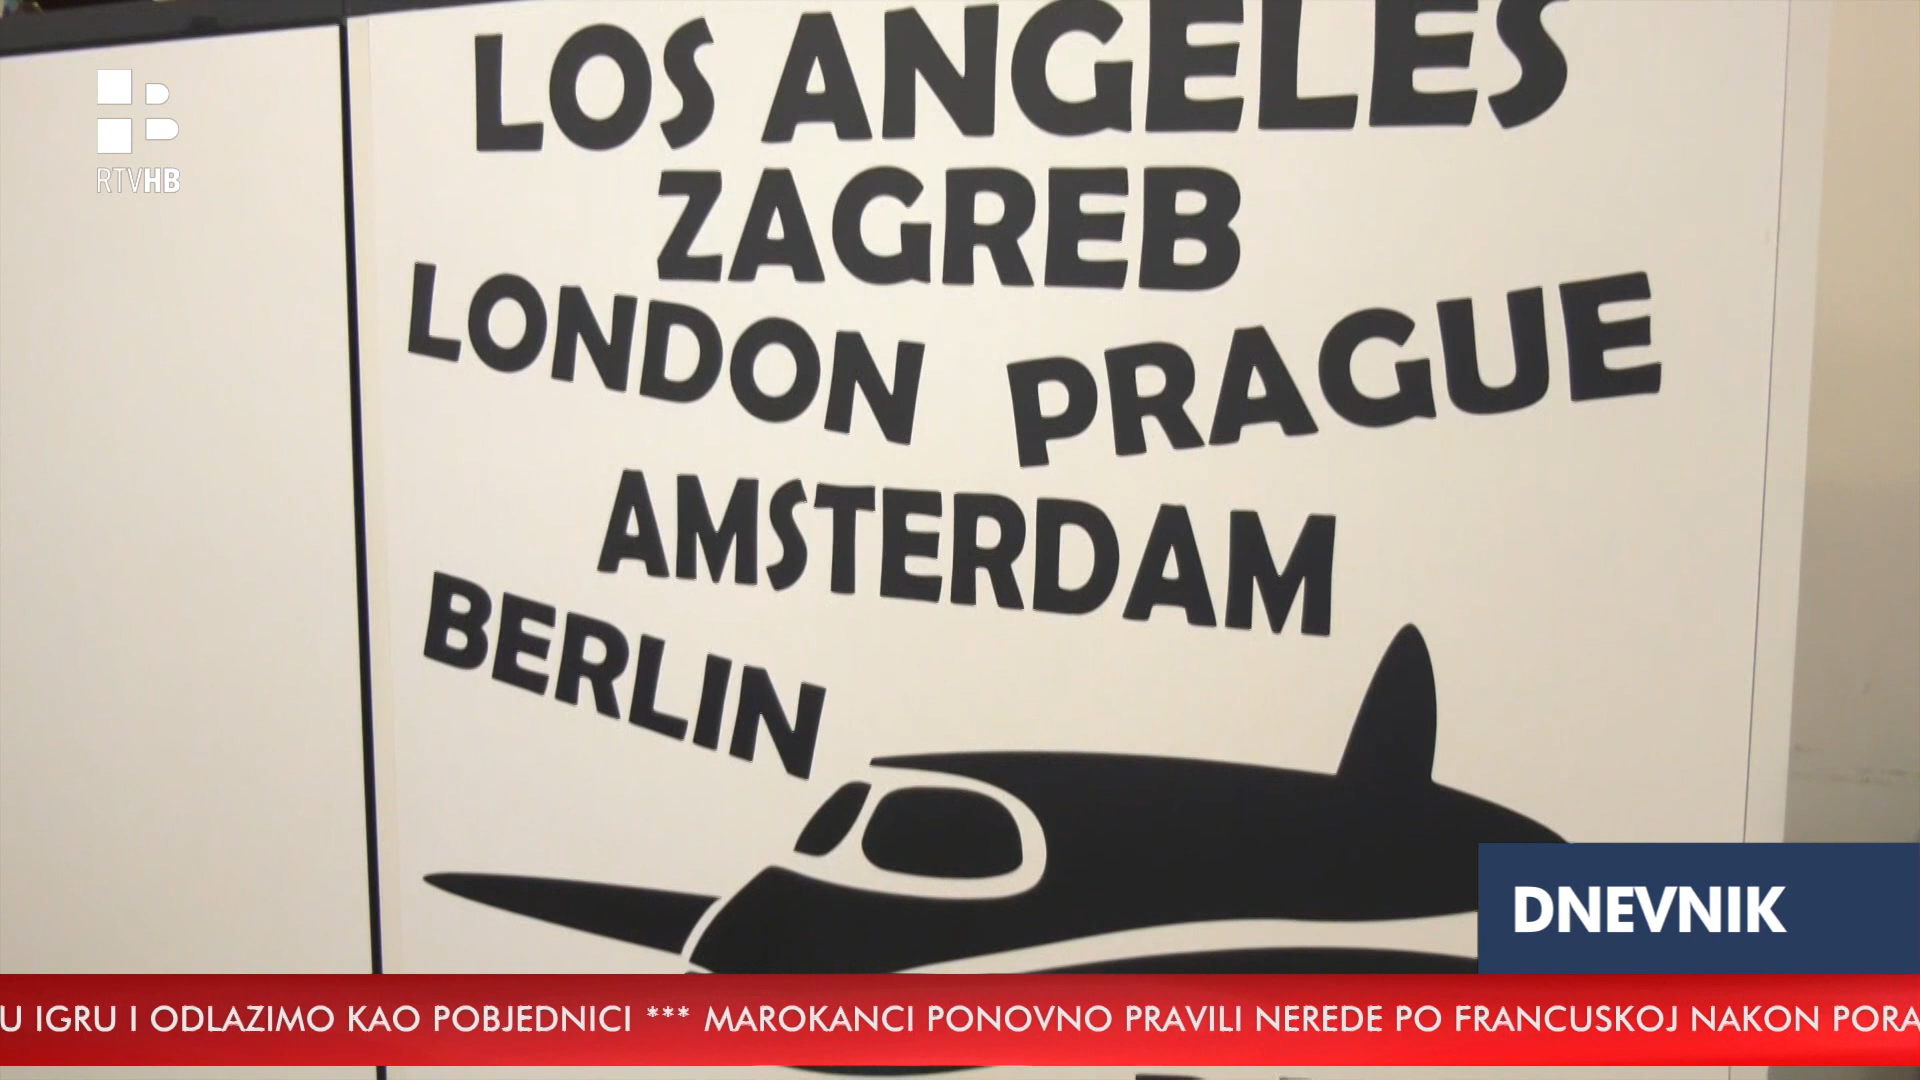 LOS ANGELES
RTVHB
ZAGREB
LONDON PRAGUE
AMSTERDAM
BERLIN
DNEVNIK
U IGRU I ODLAZIMO KAO POBJEDNICI *** MAROKANCI PONOVNO PRAVILI NEREDE PO FRANCUSKOJ NAKON PORA